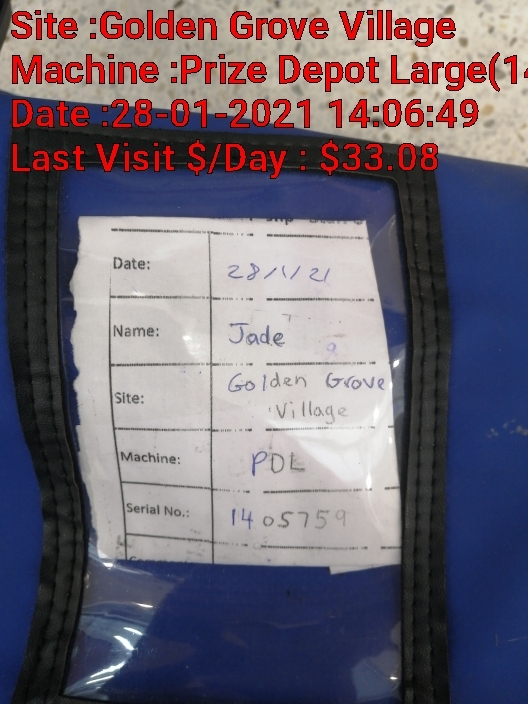 Site :Golden Grove Village
Machine :Prize Depot Large(14
Date :28-01-2021 14:06:49
Last Visit $/Day : $33.08
Date: 28/1/21
Name: Jade
Site: Golden Grove
Village
Machine: PDL
Serial No.: 1405759